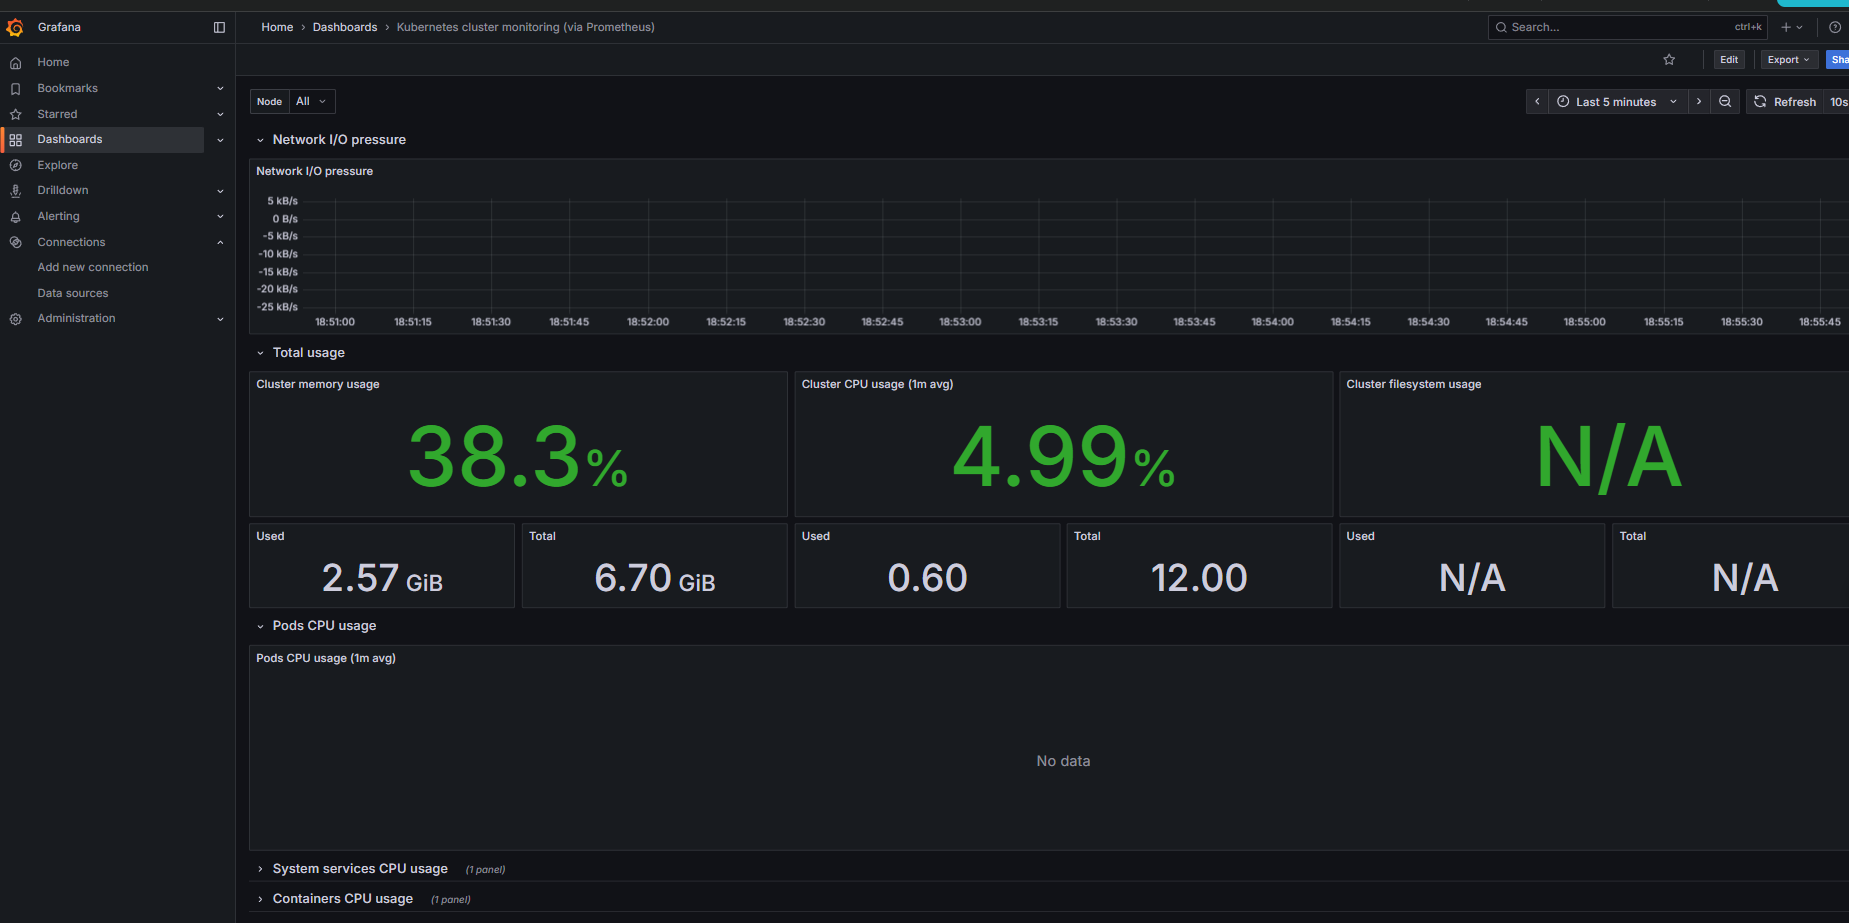 Grafana
Home › Dashboards › Kubernetes cluster monitoring (via Prometheus)
Search... ctrl+k
Home
Bookmarks
Starred
Dashboards
Explore
Drilldown
Alerting
Connections
Add new connection
Data sources
Administration
Edit
Export
Sha
Node All
Last 5 minutes
Refresh 10s
Network I/O pressure
Network I/O pressure
5 kB/s
0 B/s
-5 kB/s
-10 kB/s
-15 kB/s
-20 kB/s
-25 kB/s
18:51:00 18:51:15 18:51:30 18:51:45 18:52:00 18:52:15 18:52:30 18:52:45 18:53:00 18:53:15 18:53:30 18:53:45 18:54:00 18:54:15 18:54:30 18:54:45 18:55:00 18:55:15 18:55:30 18:55:45
Total usage
Cluster memory usage
38.3%
Cluster CPU usage (1m avg)
4.99%
Cluster filesystem usage
N/A
Used
2.57 GiB
Total
6.70 GiB
Used
0.60
Total
12.00
Used
N/A
Total
N/A
Pods CPU usage
Pods CPU usage (1m avg)
No data
System services CPU usage (1 panel)
Containers CPU usage (1 panel)